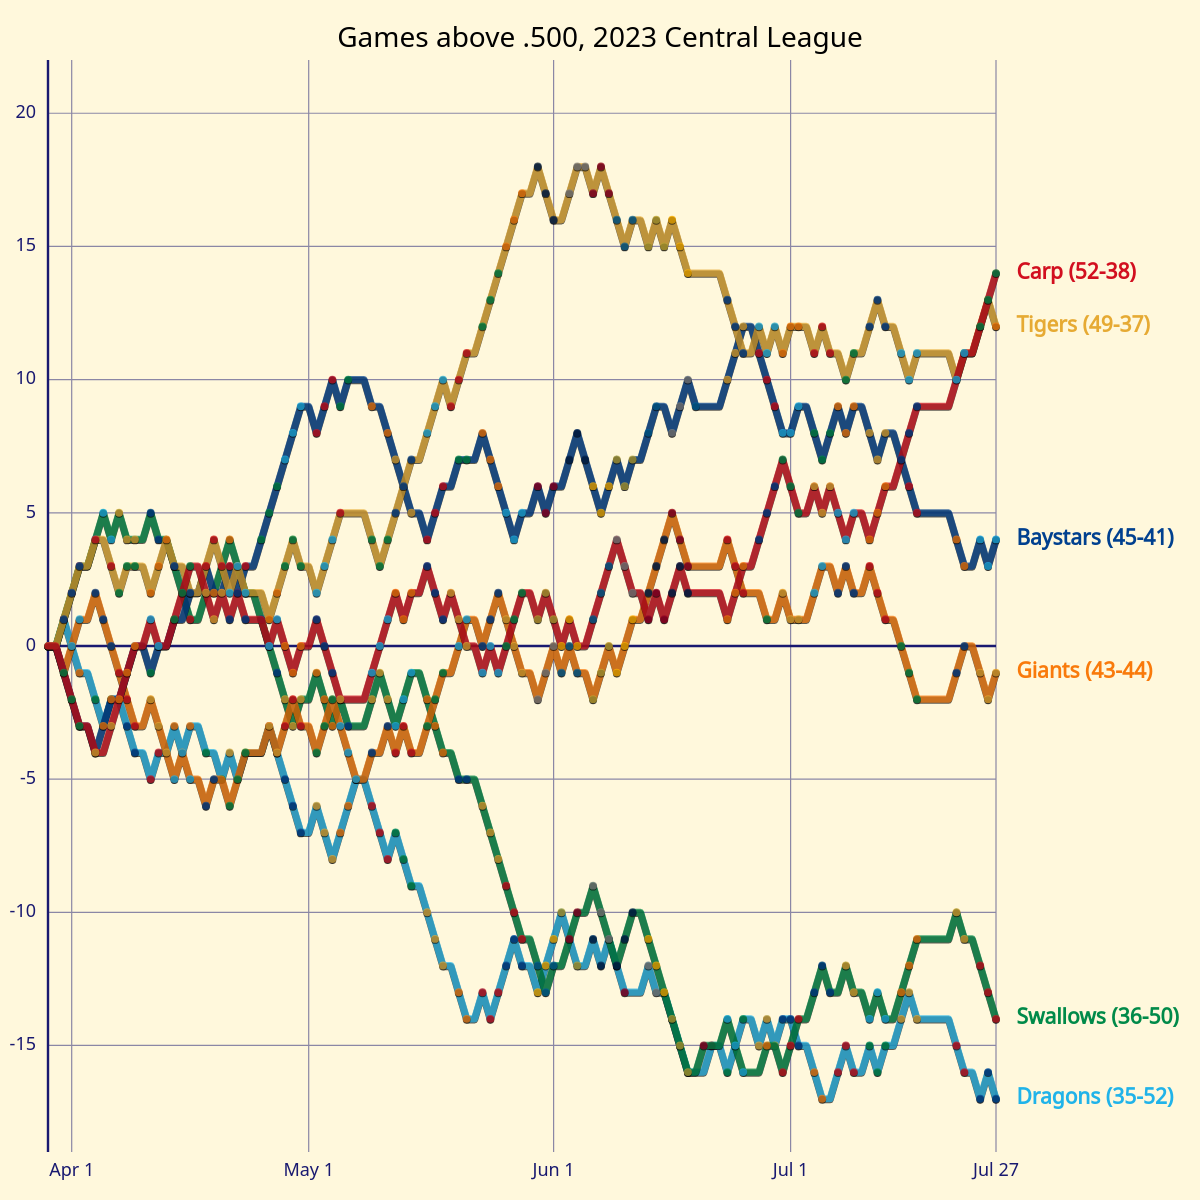 Games above .500, 2023 Central League
20
15
10
5
0
-5
-10
-15
Carp (52-38)
Tigers (49-37)
Baystars (45-41)
Giants (43-44)
Swallows (36-50)
Dragons (35-52)
Apr 1
May 1
Jun 1
Jul 1
Jul 27